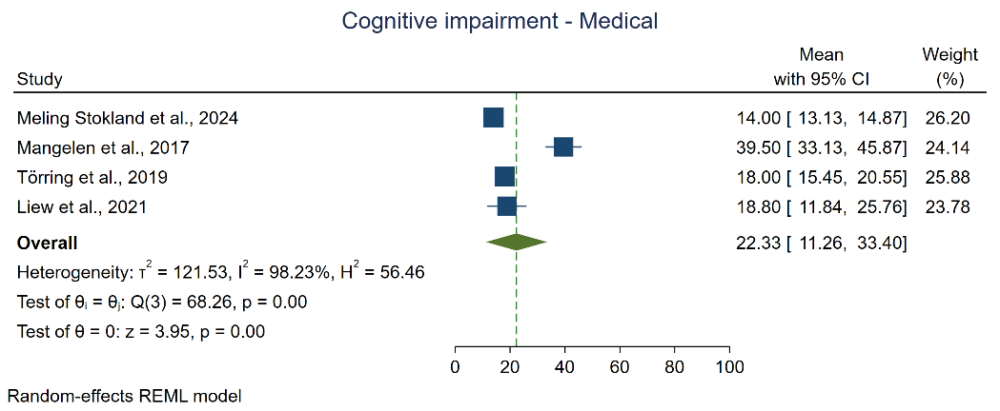 Cognitive impairment - Medical
Mean Weight
Study with 95% CI (%)
Meling Stokland et al., 2024 14.00 [ 13.13, 14.87] 26.20
Mangelen et al., 2017 39.50 [ 33.13, 45.87] 24.14
Törring et al., 2019 18.00 [ 15.45, 20.55] 25.88
Liew et al., 2021 18.80 [ 11.84, 25.76] 23.78
Overall 22.33 [ 11.26, 33.40]
Heterogeneity: τ² = 121.53, I² = 98.23%, H² = 56.46
Test of θᵢ = θⱼ: Q(3) = 68.26, p = 0.00
Test of θ = 0: z = 3.95, p = 0.00
0 20 40 60 80 100
Random-effects REML model